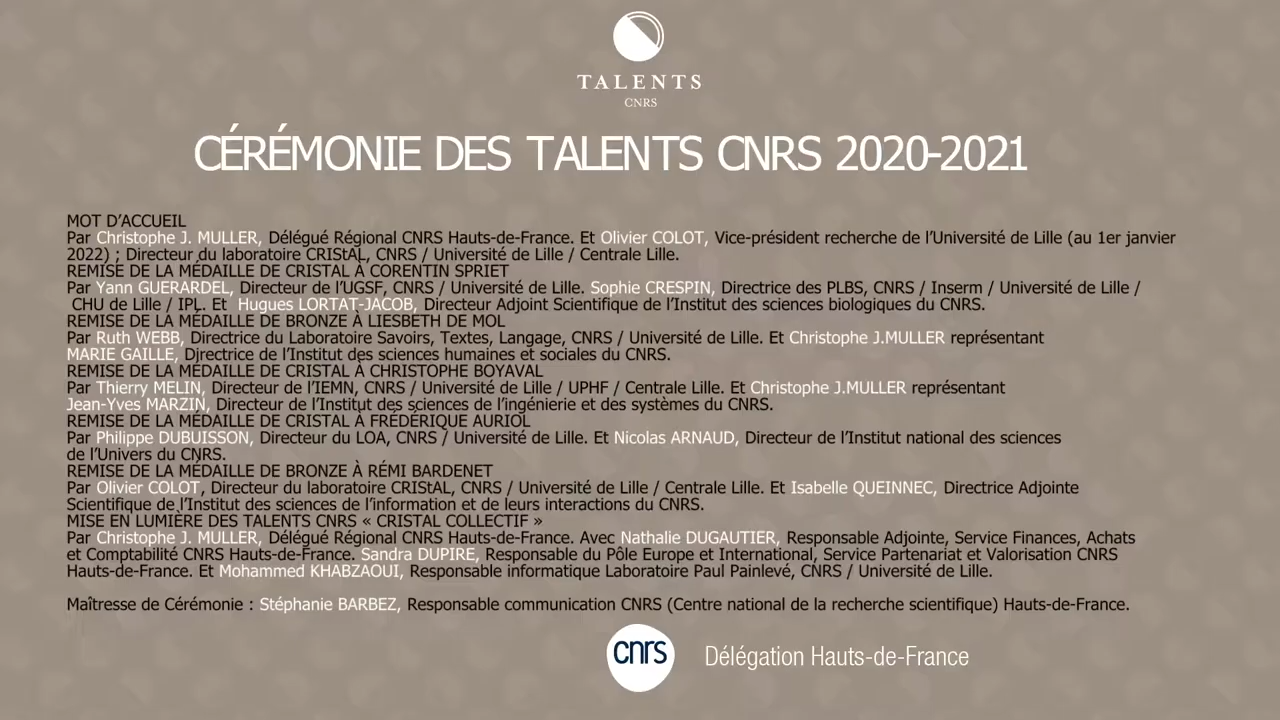 TALENTS
CNRS
CÉRÉMONIE DES TALENTS CNRS 2020-2021
MOT D’ACCUEIL
Par Christophe J. MULLER, Délégué Régional CNRS Hauts-de-France. Et Olivier COLOT, Vice-président recherche de l’Université de Lille (au 1er janvier
2022) ; Directeur du laboratoire CRIStAL, CNRS / Université de Lille / Centrale Lille.
REMISE DE LA MÉDAILLE DE CRISTAL À CORENTIN SPRIET
Par Yann GUERARDEL, Directeur de l’UGSF, CNRS / Université de Lille. Sophie CRESPIN, Directrice des PLBS, CNRS / Inserm / Université de Lille /
CHU de Lille / IPL. Et Hugues LORTAT-JACOB, Directeur Adjoint Scientifique de l’Institut des sciences biologiques du CNRS.
REMISE DE LA MÉDAILLE DE BRONZE À LIESBETH DE MOL
Par Ruth WEBB, Directrice du Laboratoire Savoirs, Textes, Langage, CNRS / Université de Lille. Et Christophe J.MULLER représentant
MARIE GAILLE, Directrice de l’Institut des sciences humaines et sociales du CNRS.
REMISE DE LA MÉDAILLE DE CRISTAL À CHRISTOPHE BOYAVAL
Par Thierry MELIN, Directeur de l’IEMN, CNRS / Université de Lille / UPHF / Centrale Lille. Et Christophe J.MULLER représentant
Jean-Yves MARZIN, Directeur de l’Institut des sciences de l’ingénierie et des systèmes du CNRS.
REMISE DE LA MÉDAILLE DE CRISTAL À FRÉDÉRIQUE AURIOL
Par Philippe DUBUISSON, Directeur du LOA, CNRS / Université de Lille. Et Nicolas ARNAUD, Directeur de l’Institut national des sciences
de l’Univers du CNRS.
REMISE DE LA MÉDAILLE DE BRONZE À RÉMI BARDENET
Par Olivier COLOT, Directeur du laboratoire CRIStAL, CNRS / Université de Lille / Centrale Lille. Et Isabelle QUEINNEC, Directrice Adjointe
Scientifique de l’Institut des sciences de l’information et de leurs interactions du CNRS.
MISE EN LUMIÈRE DES TALENTS CNRS « CRISTAL COLLECTIF »
Par Christophe J. MULLER, Délégué Régional CNRS Hauts-de-France. Avec Nathalie DUGAUTIER, Responsable Adjointe, Service Finances, Achats
et Comptabilité CNRS Hauts-de-France. Sandra DUPIRE, Responsable du Pôle Europe et International, Service Partenariat et Valorisation CNRS
Hauts-de-France. Et Mohammed KHABZAOUI, Responsable informatique Laboratoire Paul Painlevé, CNRS / Université de Lille.
Maîtresse de Cérémonie : Stéphanie BARBEZ, Responsable communication CNRS (Centre national de la recherche scientifique) Hauts-de-France.
cnrs
Délégation Hauts-de-France